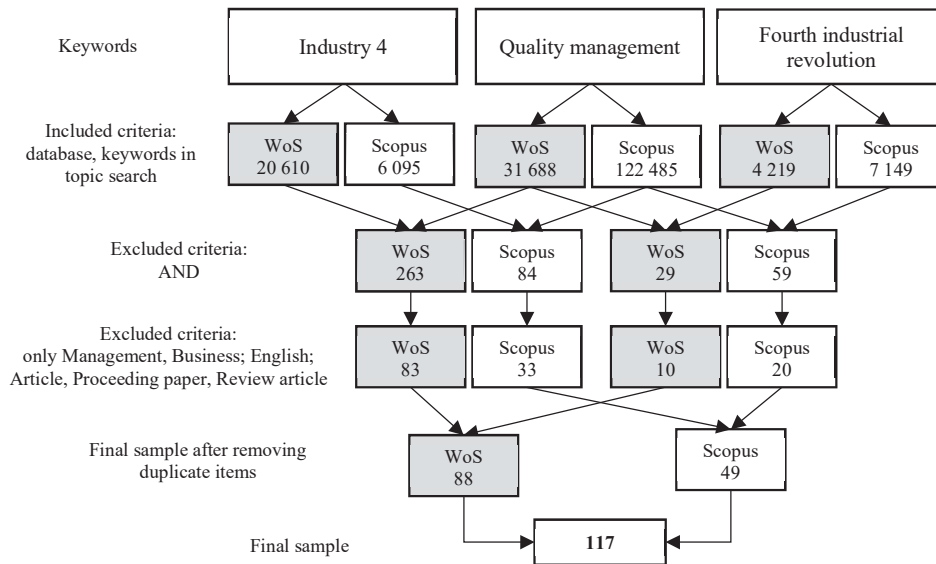 Keywords
Industry 4
Quality management
Fourth industrial
revolution
Included criteria:
database, keywords in
topic search
WoS
20 610
Scopus
6 095
WoS
31 688
Scopus
122 485
WoS
4 219
Scopus
7 149
Excluded criteria:
AND
WoS
263
Scopus
84
WoS
29
Scopus
59
Excluded criteria:
only Management, Business; English;
Article, Proceeding paper, Review article
WoS
83
Scopus
33
WoS
10
Scopus
20
Final sample after removing
duplicate items
WoS
88
Scopus
49
Final sample
117